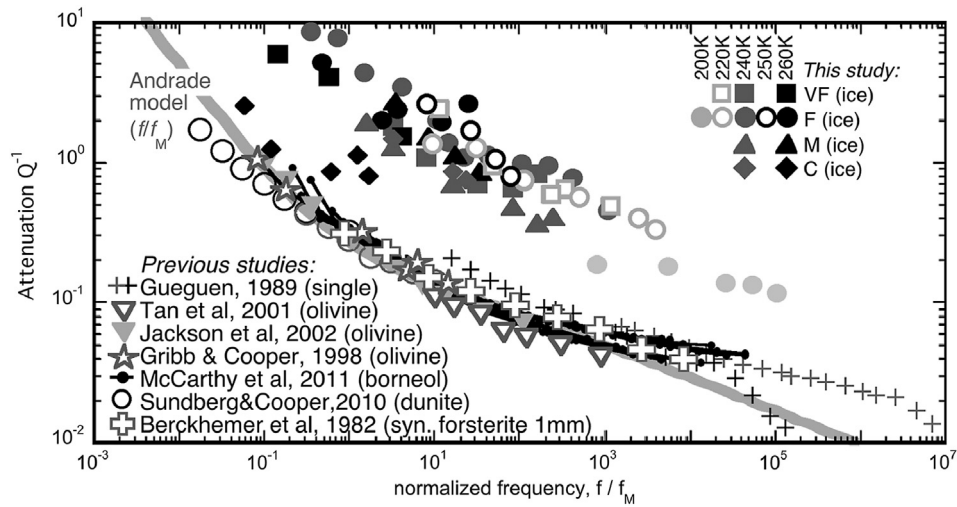 10¹
10⁰
10⁻¹
10⁻²
Attenuation Q⁻¹
Andrade
model
(f/fM)
200K
220K
240K
250K
260K
This study:
VF (ice)
F (ice)
M (ice)
C (ice)
Previous studies:
Gueguen, 1989 (single)
Tan et al, 2001 (olivine)
Jackson et al, 2002 (olivine)
Gribb & Cooper, 1998 (olivine)
McCarthy et al, 2011 (borneol)
Sundberg&Cooper,2010 (dunite)
Berckhemer et al, 1982 (syn. forsterite 1mm)
10⁻³ 10⁻¹ 10¹ 10³ 10⁵ 10⁷
normalized frequency, f / fM